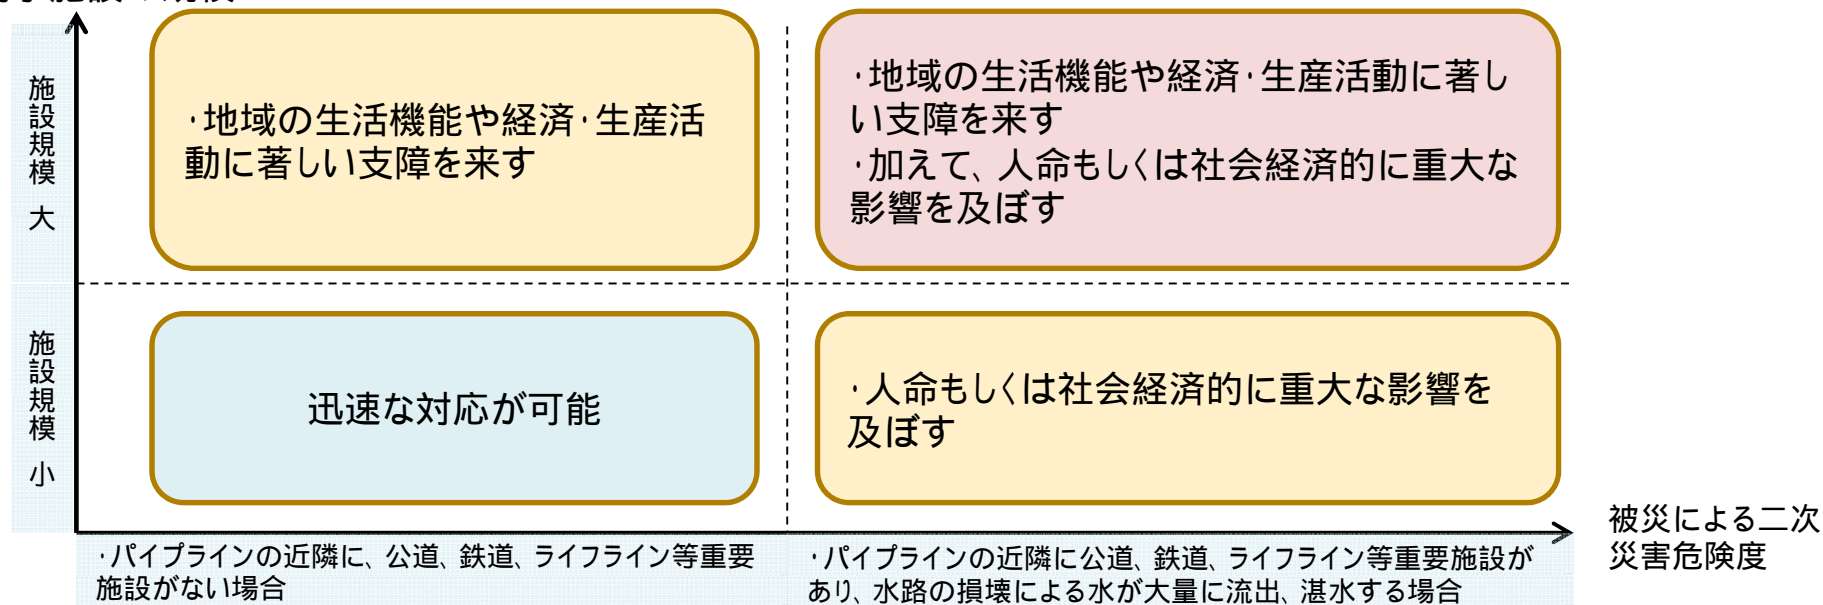 施設規模 大
・地域の生活機能や経済・生産活
動に著しい支障を来す
・地域の生活機能や経済・生産活動に著し
い支障を来す
・加えて、人命もしくは社会経済的に重大な
影響を及ぼす
施設規模 小
迅速な対応が可能
・人命もしくは社会経済的に重大な影響を
及ぼす
被災による二次
災害危険度
・パイプラインの近隣に、公道、鉄道、ライフライン等重要
施設がない場合
・パイプラインの近隣に公道、鉄道、ライフライン等重要施設が
あり、水路の損壊による水が大量に流出、湛水する場合